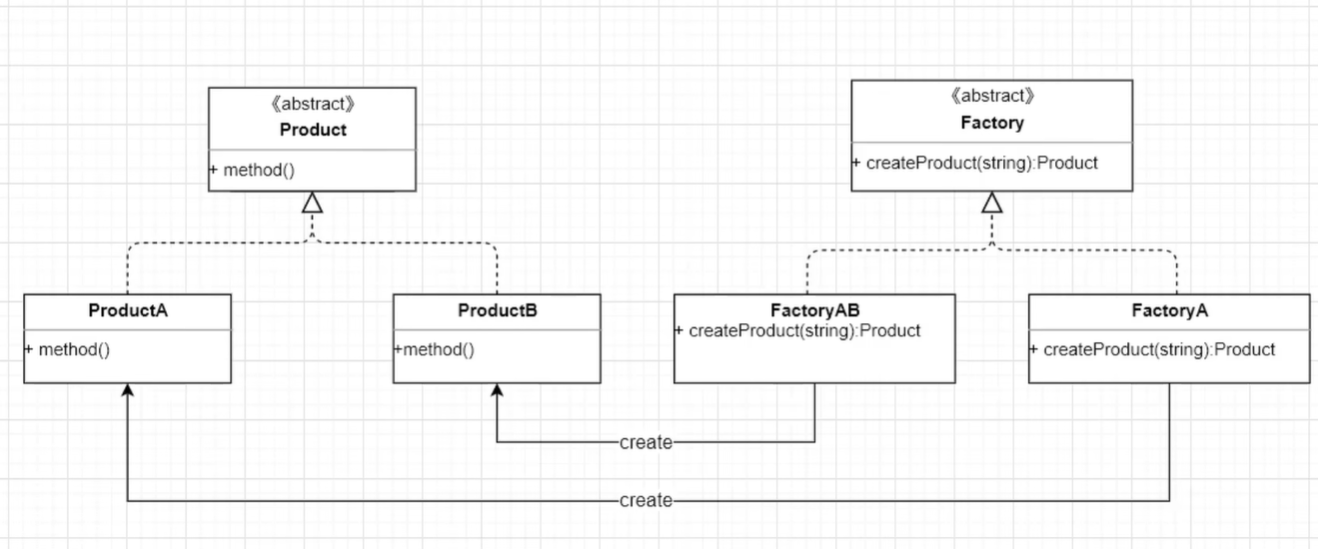 《abstract》
Product
+ method()
《abstract》
Factory
+ createProduct(string):Product
ProductA
+ method()
ProductB
+method()
FactoryAB
+ createProduct(string):Product
FactoryA
+ createProduct(string):Product
create
create